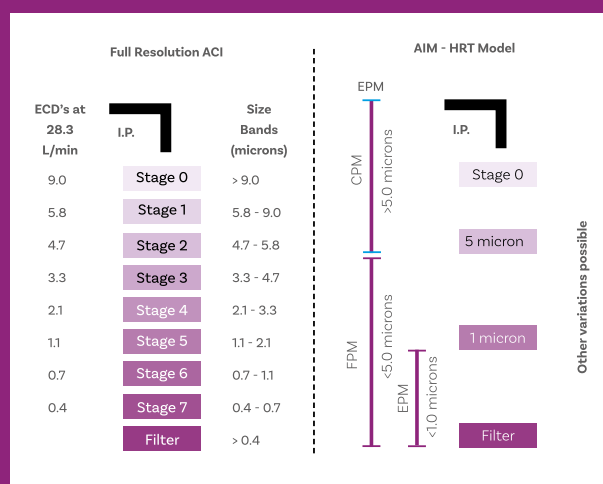 Full Resolution ACI
ECD's at
28.3
L/min
I.P.
Size
Bands
(microns)
9.0 Stage 0 > 9.0
5.8 Stage 1 5.8 - 9.0
4.7 Stage 2 4.7 - 5.8
3.3 Stage 3 3.3 - 4.7
2.1 Stage 4 2.1 - 3.3
1.1 Stage 5 1.1 - 2.1
0.7 Stage 6 0.7 - 1.1
0.4 Stage 7 0.4 - 0.7
Filter > 0.4
AIM - HRT Model
EPM
I.P.
CPM
>5.0 microns
Stage 0
5 micron
FPM
<5.0 microns
1 micron
EPM
<1.0 microns
Filter
Other variations possible